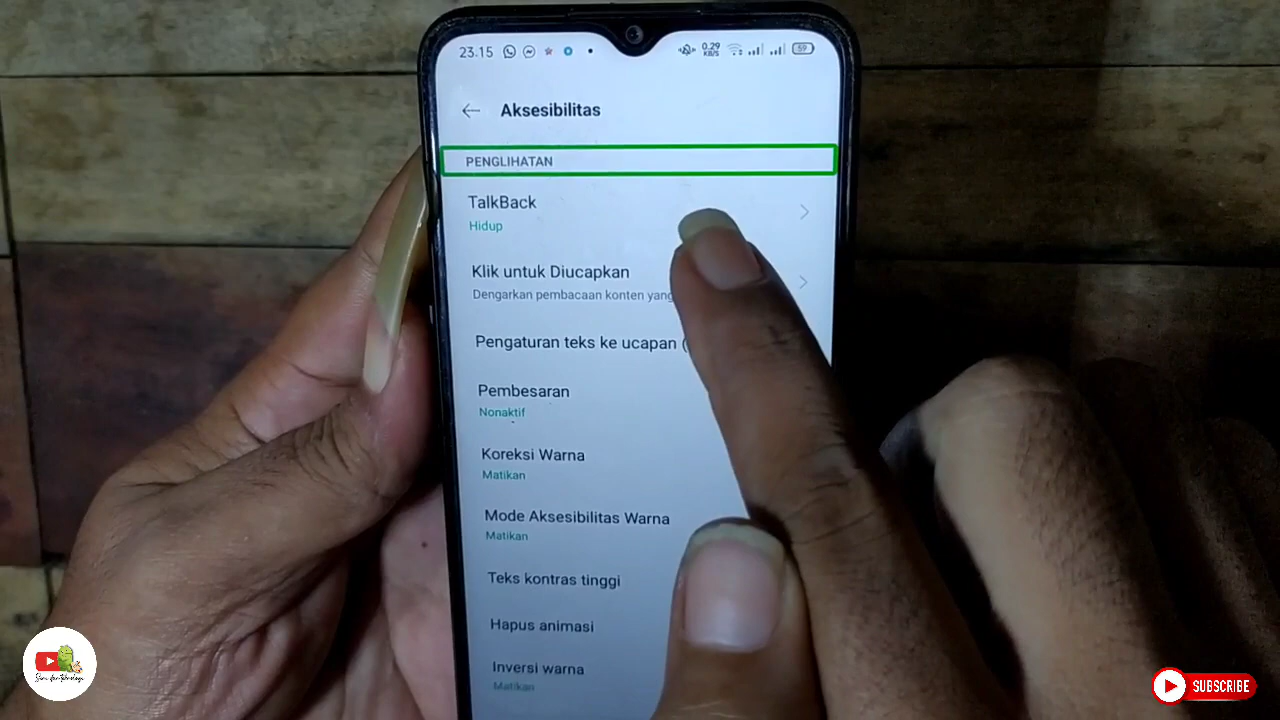 23.15
0.29
KB/S
59
Aksesibilitas
PENGLIHATAN
TalkBack
Hidup
Klik untuk Diucapkan
Dengarkan pembacaan konten yang
Pengaturan teks ke ucapan (
Pembesaran
Nonaktif
Koreksi Warna
Matikan
Mode Aksesibilitas Warna
Matikan
Teks kontras tinggi
Hapus animasi
Inversi warna
Matikan
SUBSCRIBE